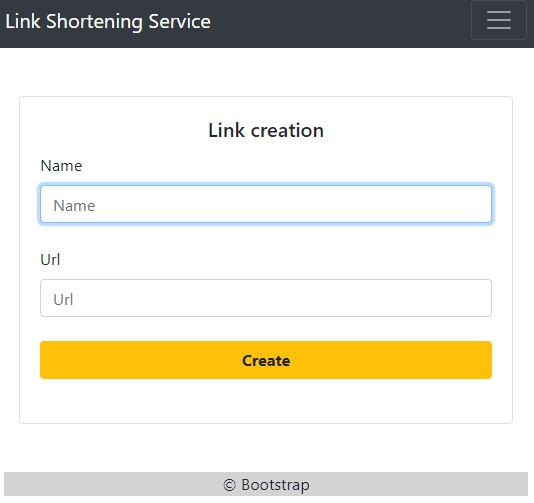 Link Shortening Service
Link creation
Name
Name
Url
Url
Create
© Bootstrap